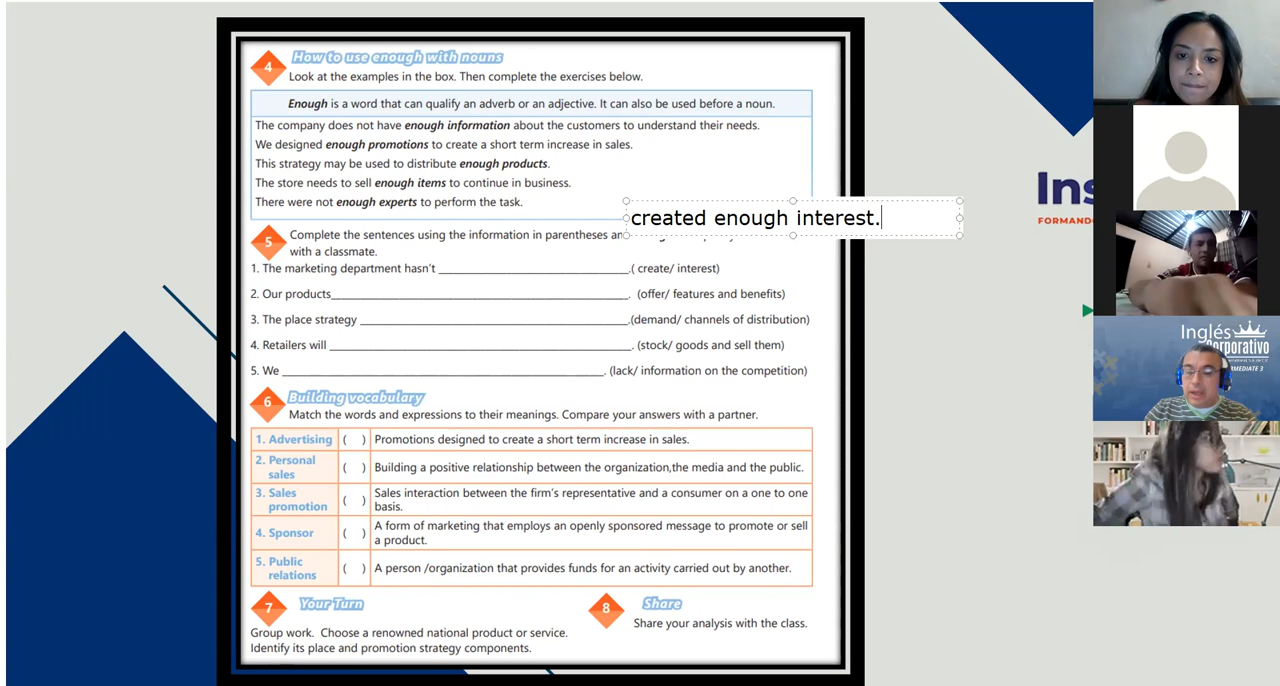 4
How to use enough with nouns
Look at the examples in the box. Then complete the exercises below.
Enough is a word that can qualify an adverb or an adjective. It can also be used before a noun.
The company does not have enough information about the customers to understand their needs.
We designed enough promotions to create a short term increase in sales.
This strategy may be used to distribute enough products.
The store needs to sell enough items to continue in business.
There were not enough experts to perform the task.
created enough interest.
5
Complete the sentences using the information in parentheses
with a classmate.
1. The marketing department hasn't ______________________________.( create/ interest)
2. Our products______________________________. (offer/ features and benefits)
3. The place strategy ______________________________.(demand/ channels of distribution)
4. Retailers will ______________________________. (stock/ goods and sell them)
5. We ______________________________. (lack/ information on the competition)
6
Building vocabulary
Match the words and expressions to their meanings. Compare your answers with a partner.
1. Advertising ( ) Promotions designed to create a short term increase in sales.
2. Personal
sales ( ) Building a positive relationship between the organization,the media and the public.
3. Sales
promotion ( ) Sales interaction between the firm's representative and a consumer on a one to one
basis.
4. Sponsor ( ) A form of marketing that employs an openly sponsored message to promote or sell
a product.
5. Public
relations ( ) A person /organization that provides funds for an activity carried out by another.
7
Your Turn
Group work. Choose a renowned national product or service.
Identify its place and promotion strategy components.
8
Share
Share your analysis with the class.
Ins
FORMANDO
Inglés
Corporativo